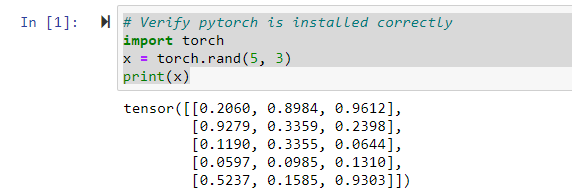 In [1]: # Verify pytorch is installed correctly
import torch
x = torch.rand(5, 3)
print(x)
tensor([[0.2060, 0.8984, 0.9612],
[0.9279, 0.3359, 0.2398],
[0.1190, 0.3355, 0.0644],
[0.0597, 0.0985, 0.1310],
[0.5237, 0.1585, 0.9303]])